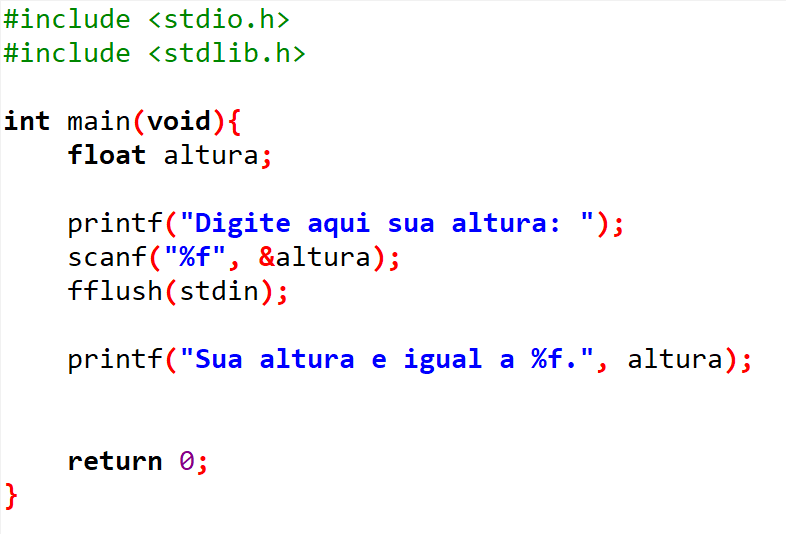 #include <stdio.h>
#include <stdlib.h>
int main(void){
    float altura;
    printf("Digite aqui sua altura: ");
    scanf("%f", &altura);
    fflush(stdin);
    printf("Sua altura e igual a %f.", altura);
    return 0;
}